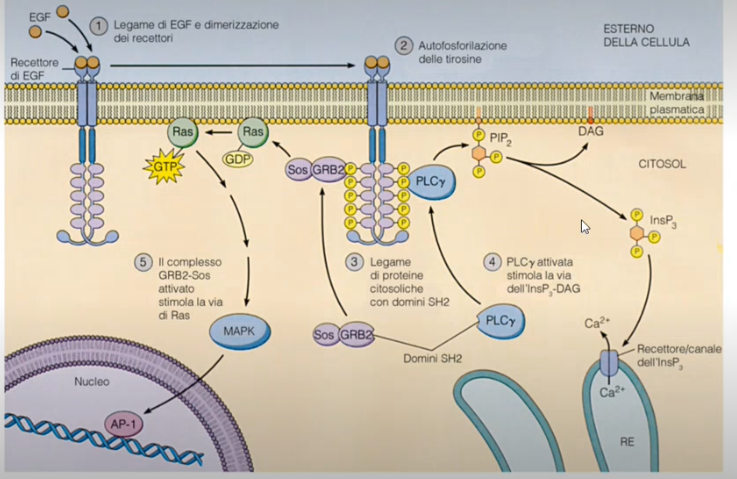 EGF
1 Legame di EGF e dimerizzazione
dei recettori
ESTERNO
DELLA CELLULA
2 Autofosforilazione
delle tirosine
Recettore
di EGF
Membrana
plasmatica
Ras
Ras
GTP
GDP
Sos GRB2
P P
P P
P P
P P
P P
PLCγ
P
P
P
PIP2
DAG
CITOSOL
P
P
P
InsP3
5 Il complesso
GRB2-Sos
attivato
stimola la via
di Ras
3 Legame
di proteine
citosoliche
con domini SH2
4 PLCγ attivata
stimola la via
dell'InsP3-DAG
MAPK
Sos GRB2
PLCγ
Domini SH2
Ca2+
Recettore/canale
dell'InsP3
Ca2+
Nucleo
AP-1
RE